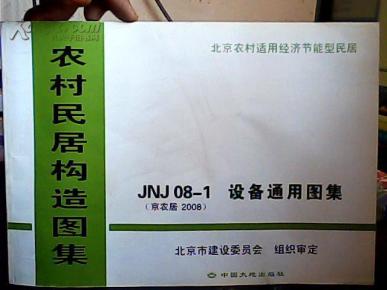 农村民居构造图集
北京农村适用经济节能型民居
JNJ 08-1 设备通用图集
(京农居 2008)
北京市建设委员会 组织审定
中国大地出版社